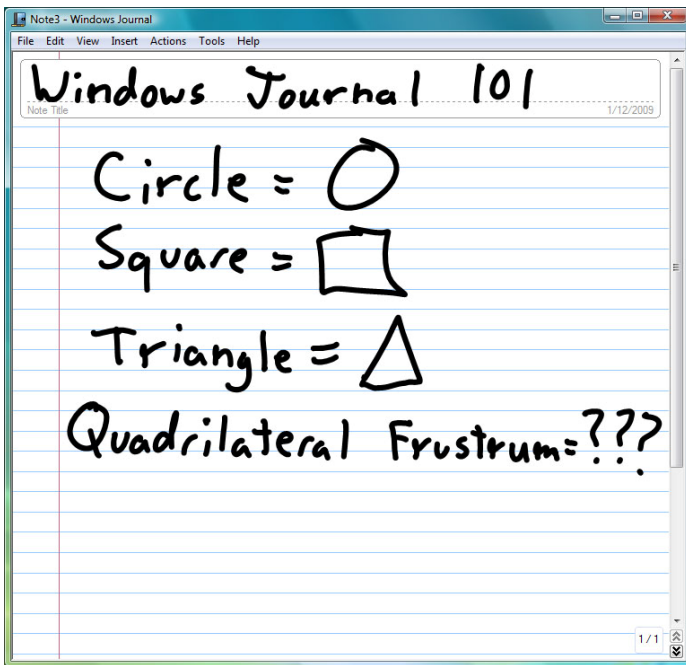 Note3 - Windows Journal
File Edit View Insert Actions Tools Help
Windows Journal 101
Note Title
1/12/2009
Circle =
Square =
Triangle =
Quadrilateral Frustrum=???
1 / 1